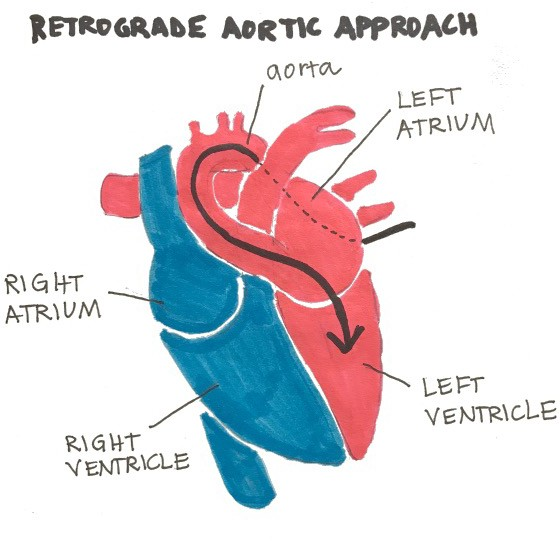 RETROGRADE AORTIC APPROACH
aorta
LEFT
ATRIUM
RIGHT
ATRIUM
LEFT
VENTRICLE
RIGHT
VENTRICLE